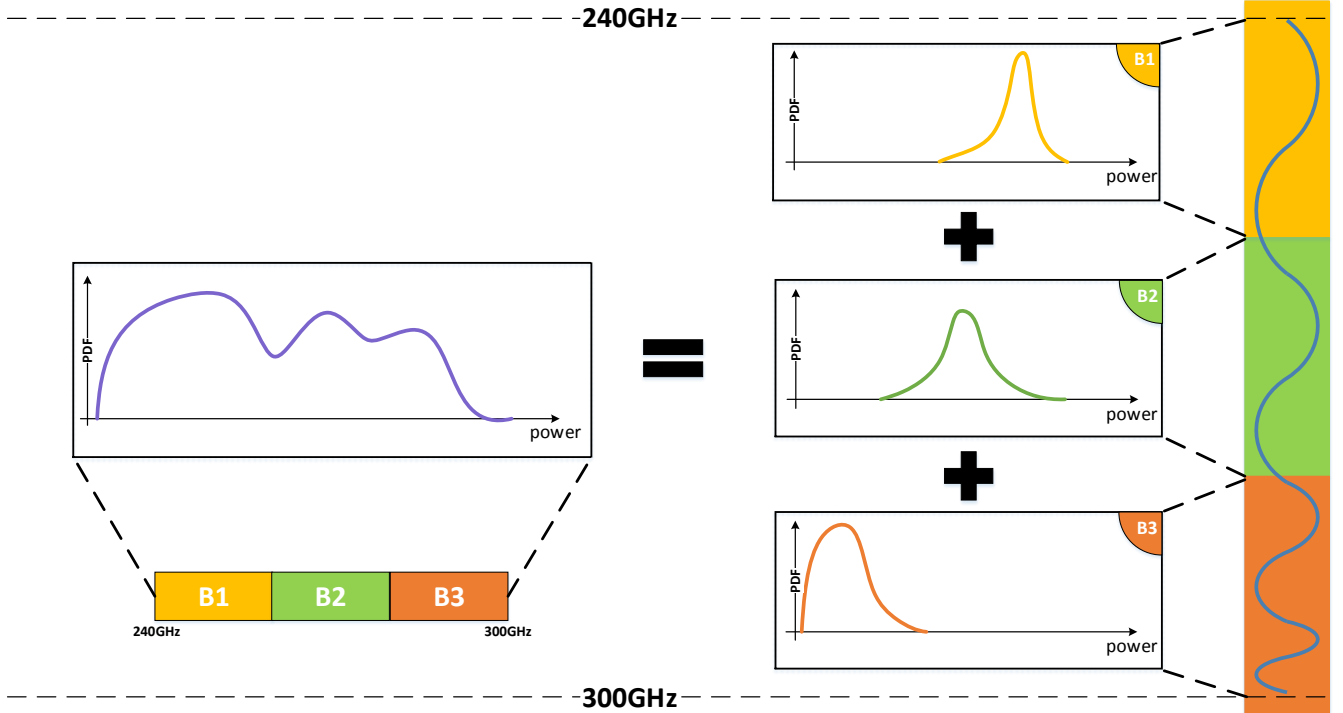 240GHz
B1
PDF
power
B2
PDF
power
PDF
power
B3
PDF
power
B1 B2 B3
240GHz 300GHz
300GHz